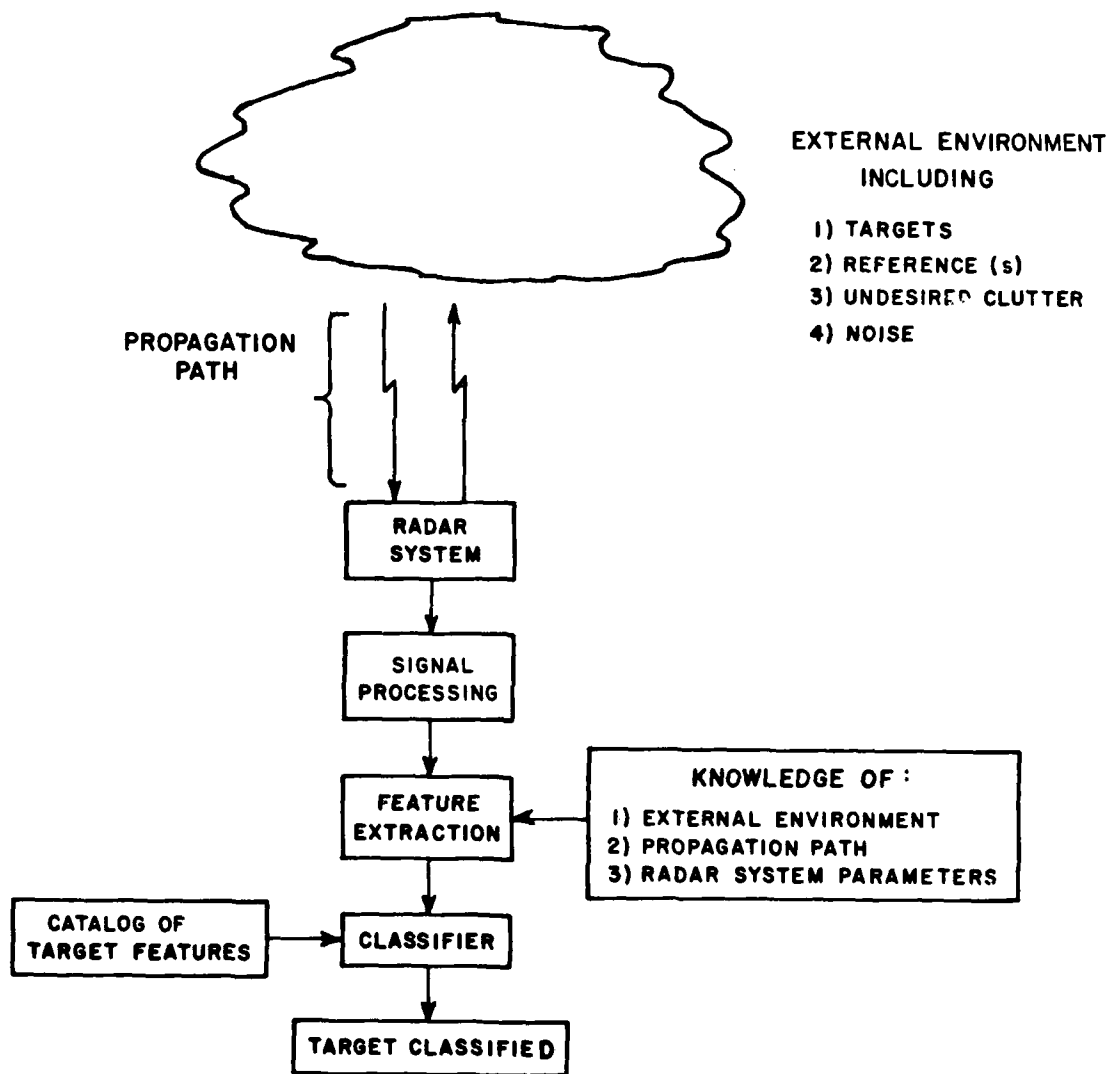 EXTERNAL ENVIRONMENT
INCLUDING
1) TARGETS
2) REFERENCE (s)
3) UNDESIRED CLUTTER
4) NOISE
PROPAGATION
PATH
RADAR
SYSTEM
SIGNAL
PROCESSING
FEATURE
EXTRACTION
KNOWLEDGE OF :
1) EXTERNAL ENVIRONMENT
2) PROPAGATION PATH
3) RADAR SYSTEM PARAMETERS
CATALOG OF
TARGET FEATURES
CLASSIFIER
TARGET CLASSIFIED